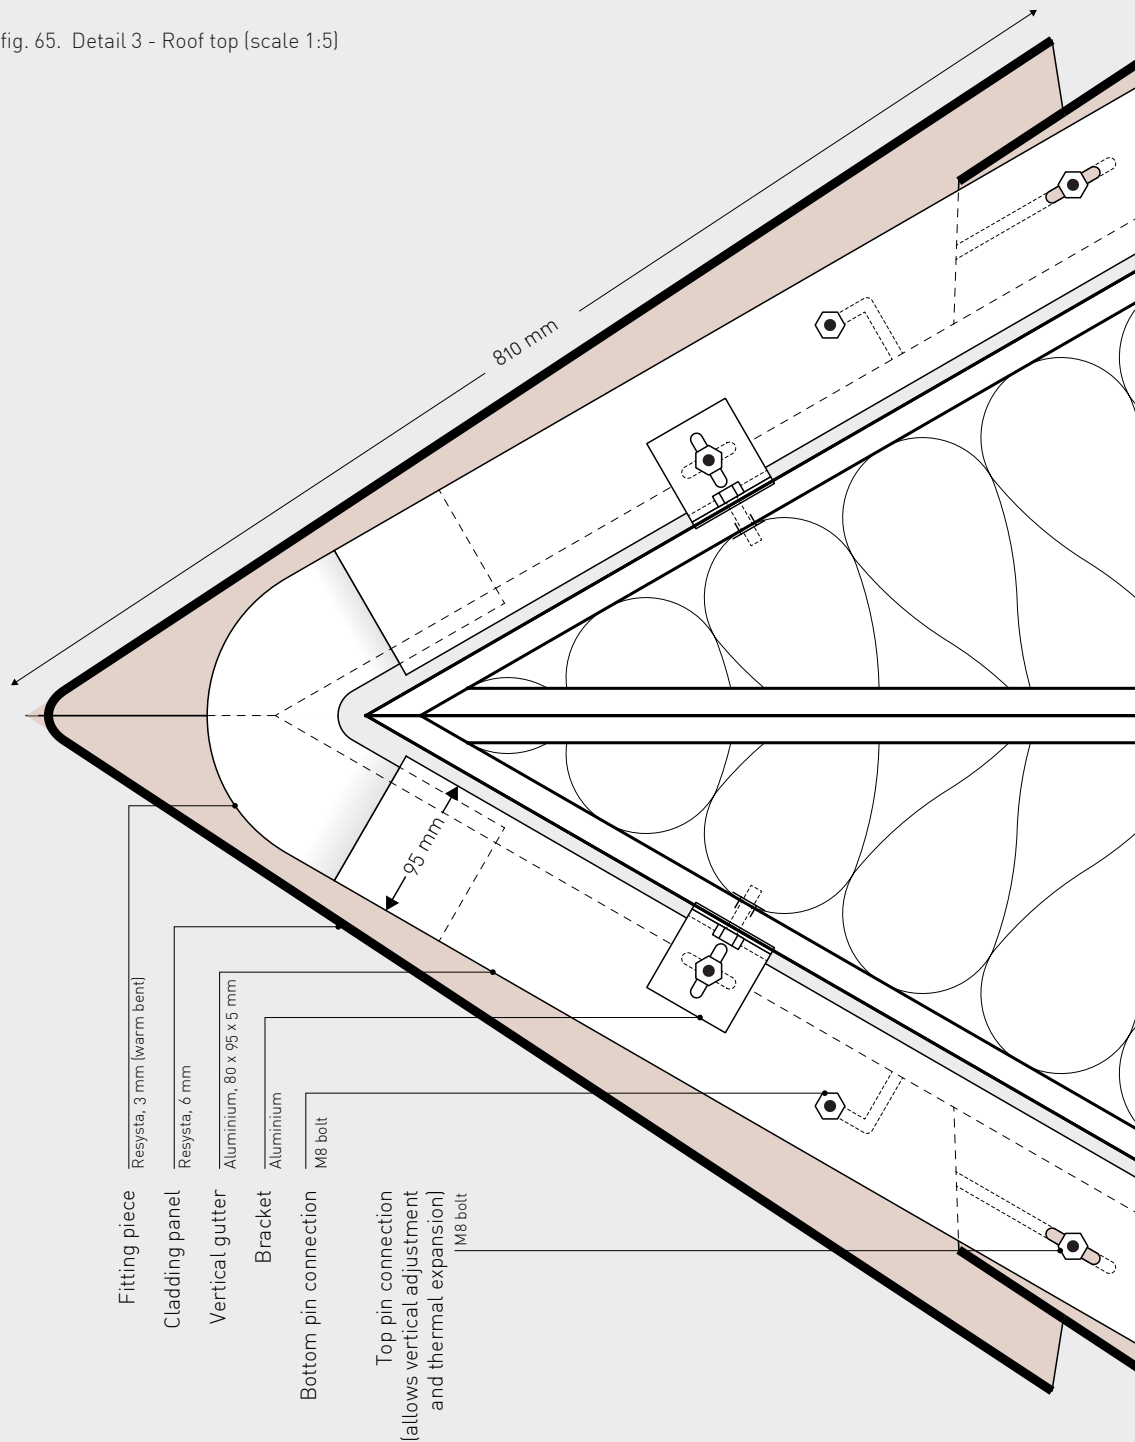 fig. 65.  Detail 3 - Roof top (scale 1:5)
810 mm
95 mm
Fitting piece
Resysta, 3 mm (warm bent)
Cladding panel
Resysta, 6 mm
Vertical gutter
Aluminium, 80 x 95 x 5 mm
Bracket
Aluminium
Bottom pin connection
M8 bolt
Top pin connection
(allows vertical adjustment
and thermal expansion)
M8 bolt